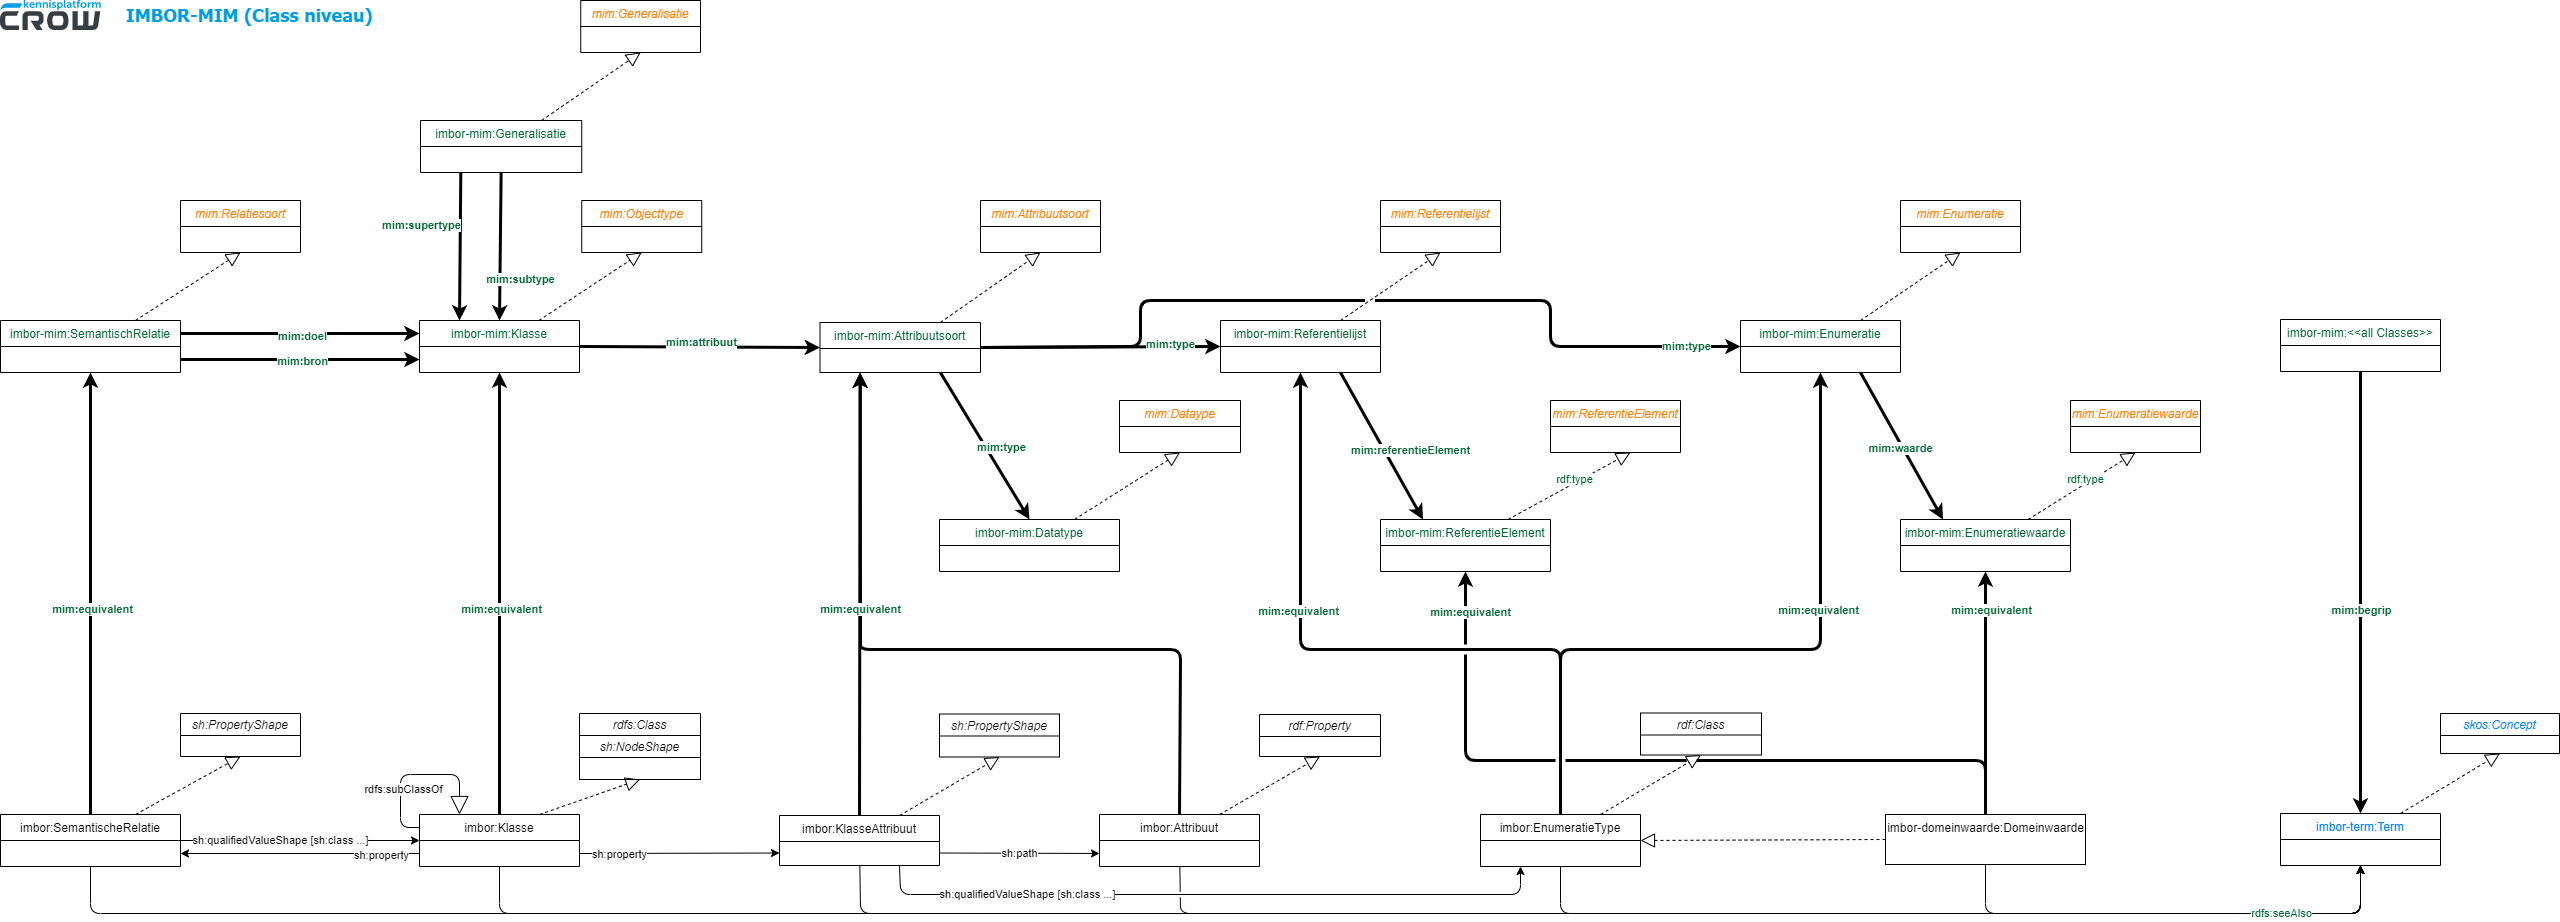 kennisplatform
CROW
IMBOR-MIM (Class niveau)
mim:Generalisatie
imbor-mim:Generalisatie
mim:Relatiesoort
mim:supertype
mim:Objecttype
mim:Attribuutsoort
mim:Referentielijst
mim:Enumeratie
mim:subtype
imbor-mim:SemantischRelatie
mim:doel
mim:bron
imbor-mim:Klasse
mim:attribuut
imbor-mim:Attribuutsoort
mim:type
imbor-mim:Referentielijst
mim:type
imbor-mim:Enumeratie
imbor-mim:<<all Classes>>
mim:Dataype
mim:ReferentieElement
mim:Enumeratiewaarde
mim:type
mim:referentieElement
mim:waarde
rdf:type
rdf:type
imbor-mim:Datatype
imbor-mim:ReferentieElement
imbor-mim:Enumeratiewaarde
mim:equivalent
mim:equivalent
mim:equivalent
mim:equivalent
mim:equivalent
mim:equivalent
mim:equivalent
mim:begrip
sh:PropertyShape
rdfs:Class
sh:NodeShape
sh:PropertyShape
rdf:Property
rdf:Class
skos:Concept
rdfs:subClassOf
imbor:SemantischeRelatie
imbor:Klasse
imbor:KlasseAttribuut
imbor:Attribuut
imbor:EnumeratieType
imbor-domeinwaarde:Domeinwaarde
imbor-term:Term
sh:qualifiedValueShape [sh:class ...]
sh:property
sh:property
sh:path
sh:qualifiedValueShape [sh:class ...]
rdfs:seeAlso